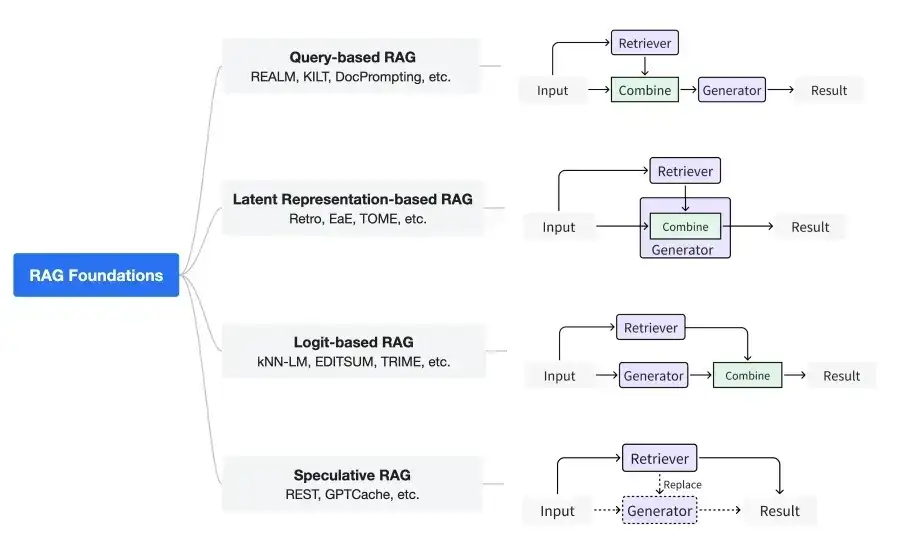 RAG Foundations
Query-based RAG
REALM, KILT, DocPrompting, etc.
Retriever
Input
Combine
Generator
Result
Latent Representation-based RAG
Retro, EaE, TOME, etc.
Retriever
Input
Combine
Generator
Result
Logit-based RAG
kNN-LM, EDITSUM, TRIME, etc.
Retriever
Input
Generator
Combine
Result
Speculative RAG
REST, GPTCache, etc.
Retriever
Replace
Input
Generator
Result